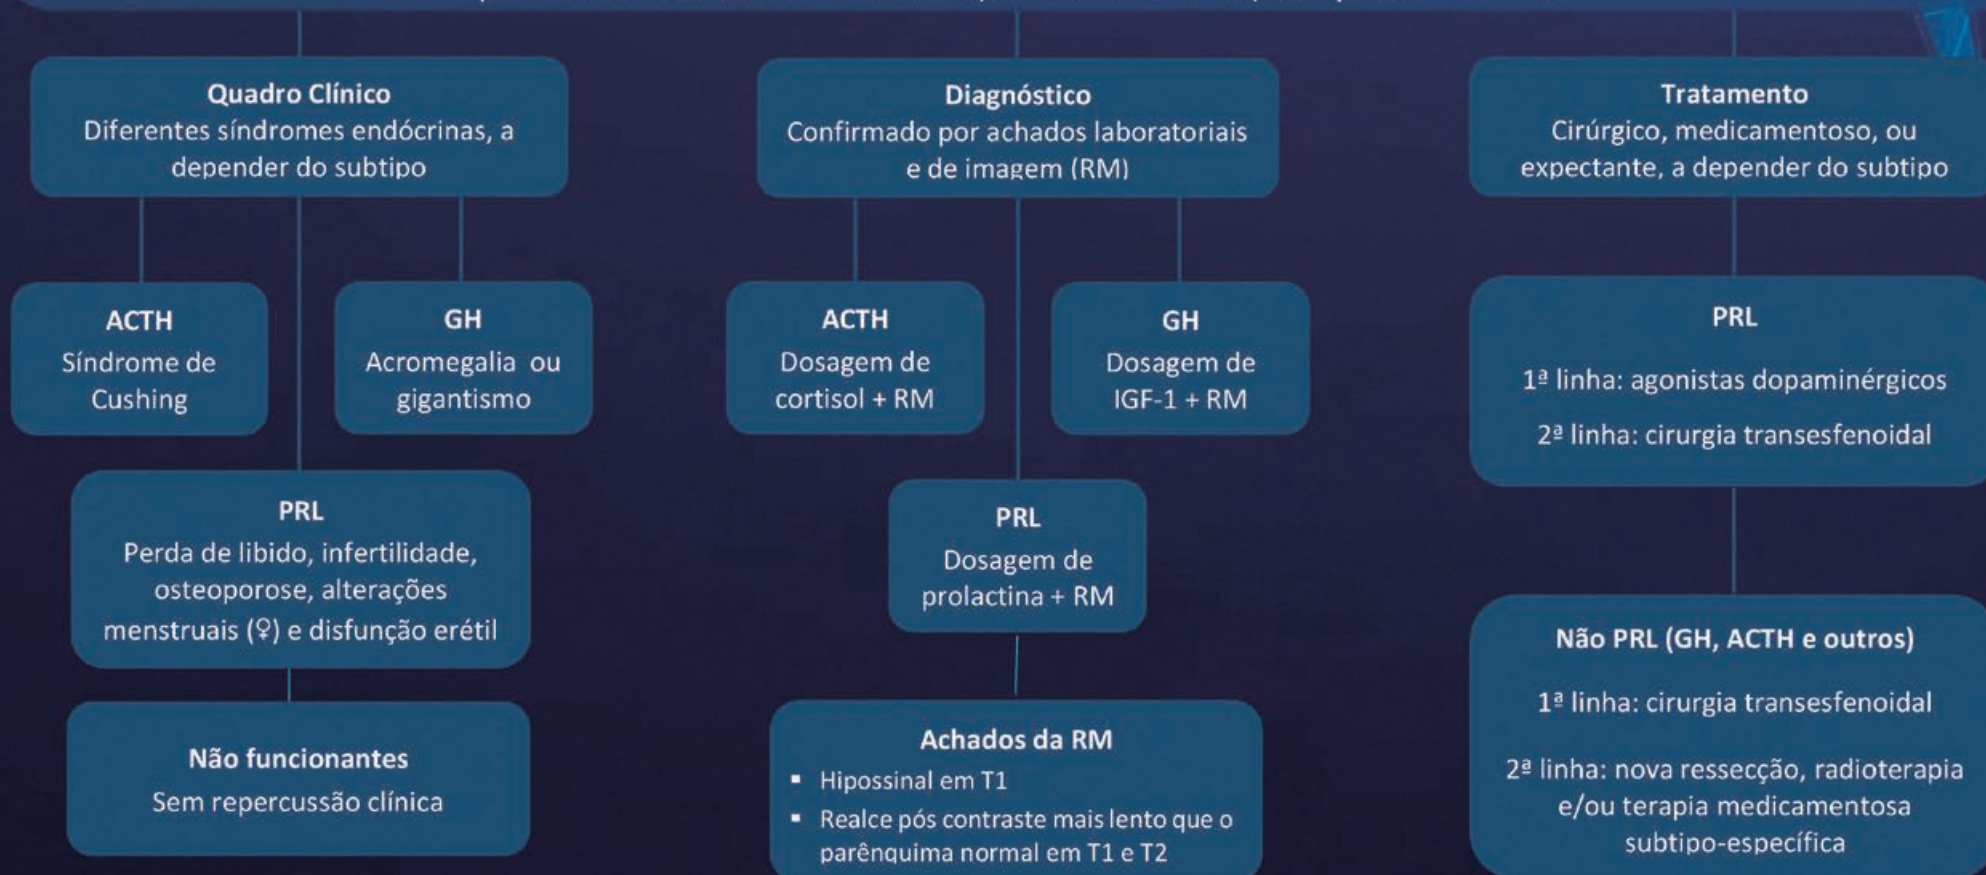 Quadro Clínico
Diferentes síndromes endócrinas, a
depender do subtipo
ACTH
Síndrome de
Cushing
GH
Acromegalia ou
gigantismo
PRL
Perda de libido, infertilidade,
osteoporose, alterações
menstruais (♀) e disfunção erétil
Não funcionantes
Sem repercussão clínica
Diagnóstico
Confirmado por achados laboratoriais
e de imagem (RM)
ACTH
Dosagem de
cortisol + RM
GH
Dosagem de
IGF-1 + RM
PRL
Dosagem de
prolactina + RM
Achados da RM
▪ Hipossinal em T1
▪ Realce pós contraste mais lento que o
parênquima normal em T1 e T2
Tratamento
Cirúrgico, medicamentoso, ou
expectante, a depender do subtipo
PRL
1ª linha: agonistas dopaminérgicos
2ª linha: cirurgia transesfenoidal
Não PRL (GH, ACTH e outros)
1ª linha: cirurgia transesfenoidal
2ª linha: nova ressecção, radioterapia
e/ou terapia medicamentosa
subtipo-específica